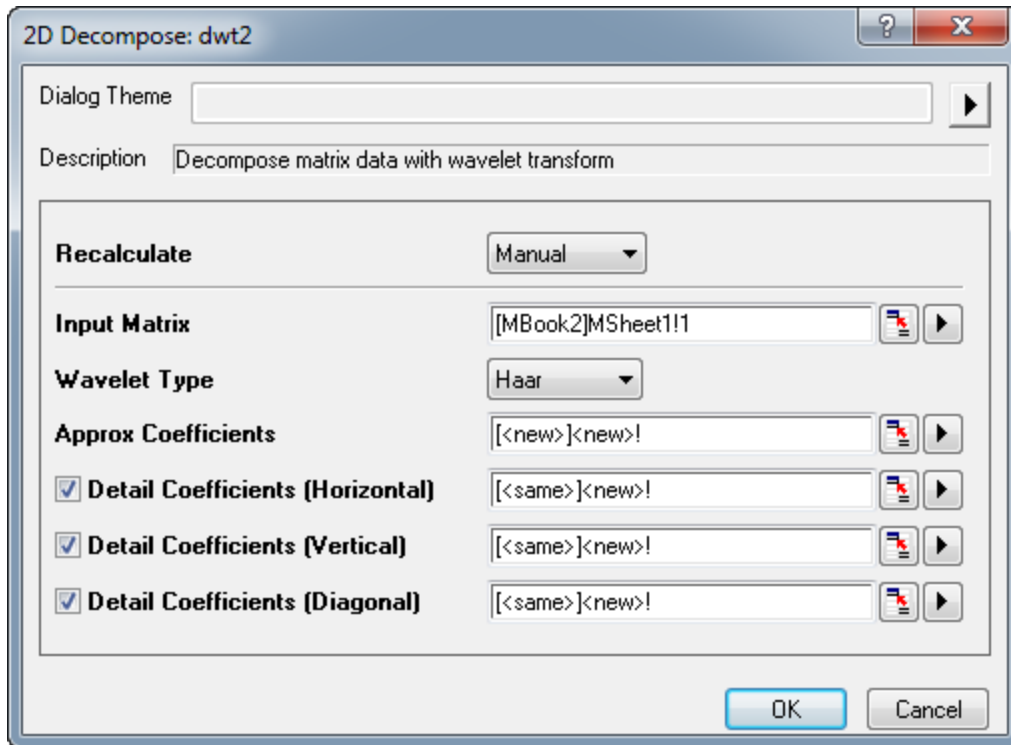 2D Decompose: dwt2
Dialog Theme
Description Decompose matrix data with wavelet transform
Recalculate Manual
Input Matrix [MBook2]MSheet1!1
Wavelet Type Haar
Approx Coefficients [<new>]<new>!
Detail Coefficients (Horizontal) [<same>]<new>!
Detail Coefficients (Vertical) [<same>]<new>!
Detail Coefficients (Diagonal) [<same>]<new>!
OK Cancel